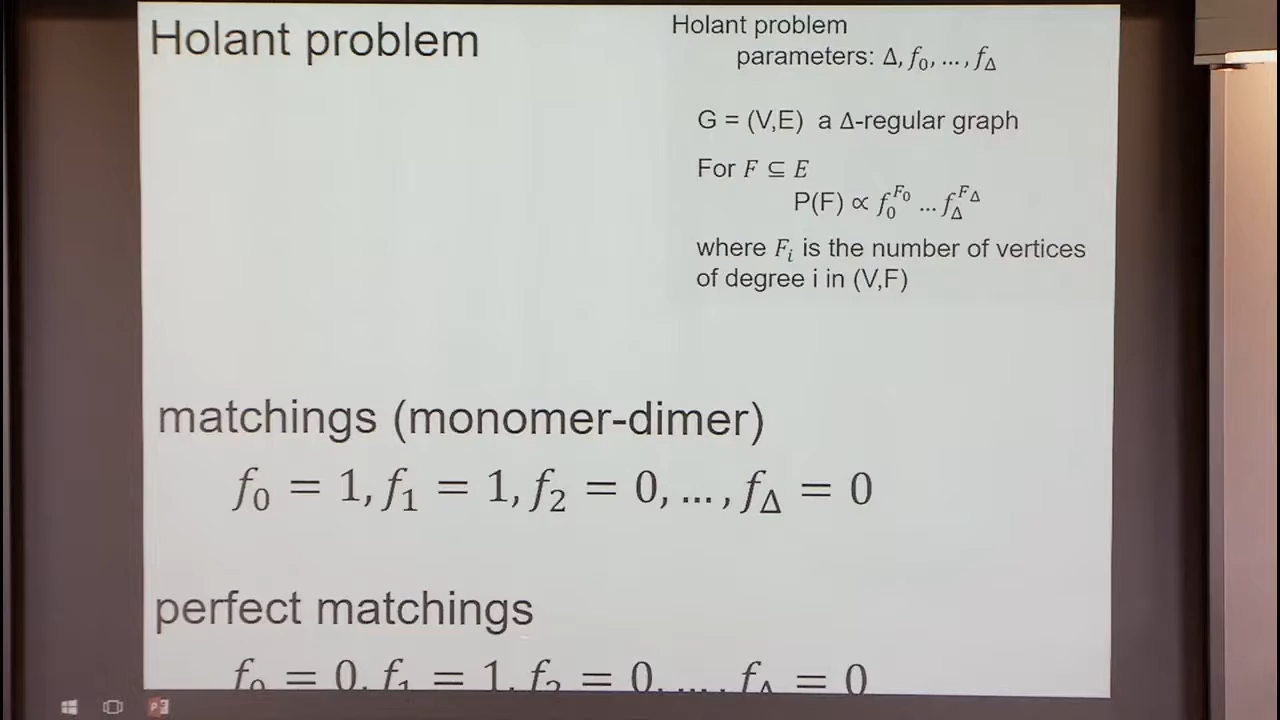 Holant problem
Holant problem
parameters: Δ, f₀, ... , f_Δ
G = (V,E) a Δ-regular graph
For F ⊆ E
P(F) ∝ f₀^F₀ ... f_Δ^F_Δ
where Fᵢ is the number of vertices
of degree i in (V,F)
matchings (monomer-dimer)
f₀ = 1, f₁ = 1, f₂ = 0, ... , f_Δ = 0
perfect matchings
f₀ = 0, f₁ = 1, f₂ = 0, ... , f_Δ = 0